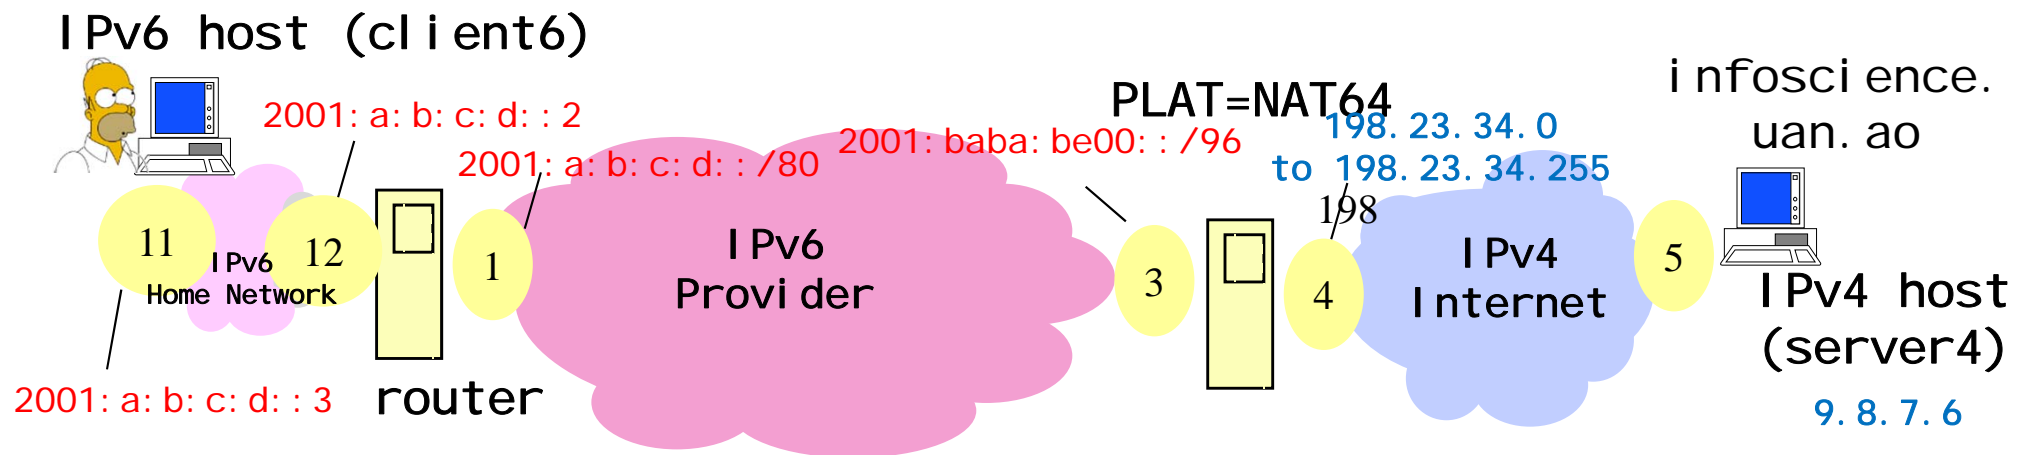 IPv6 host (client6)
2001:a:b:c:d::2
2001:a:b:c:d::/80
2001:baba:be00::/96
PLAT=NAT64
198.23.34.0
to 198.23.34.255
198
infoscience.
uan.ao
11
IPv6
Home Network
12
1
IPv6
Provider
3
4
IPv4
Internet
5
IPv4 host
(server4)
9.8.7.6
2001:a:b:c:d::3
router